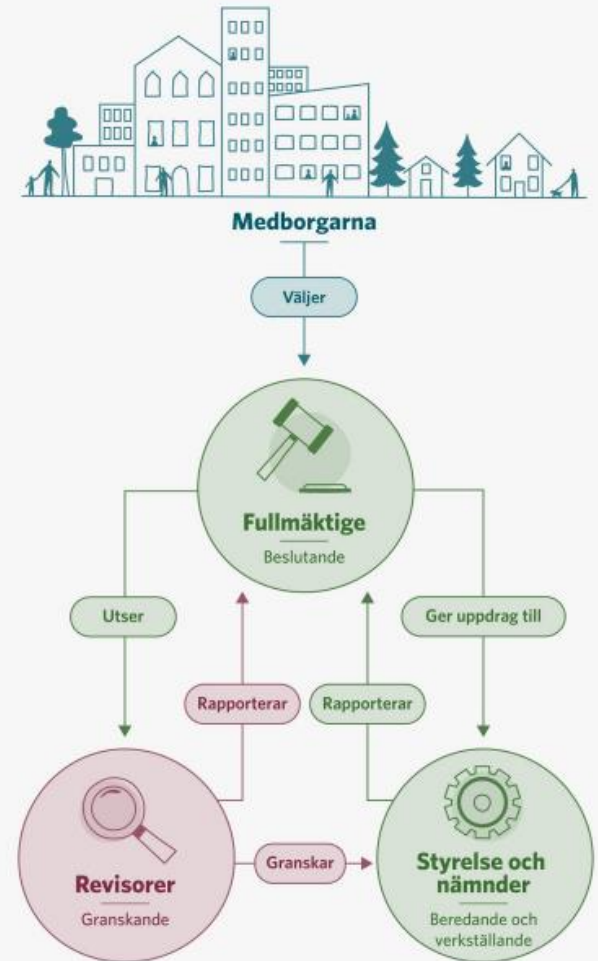 Medborgarna
Väljer
Fullmäktige
Beslutande
Utser
Ger uppdrag till
Rapporterar
Rapporterar
Revisorer
Granskande
Granskar
Styrelse och
nämnder
Beredande och
verkställande